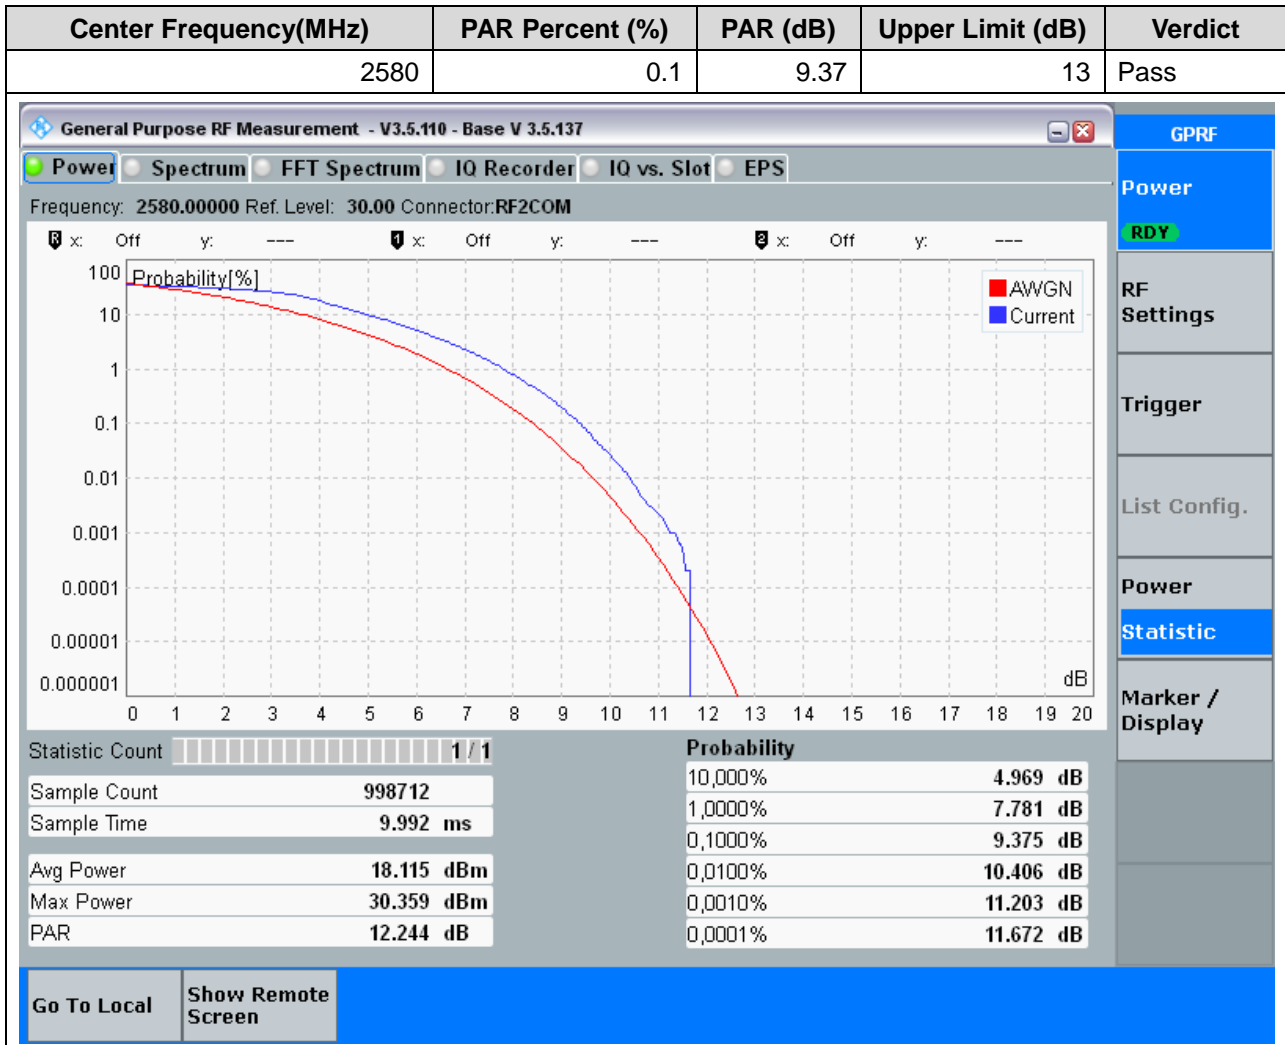 Center Frequency(MHz) PAR Percent (%) PAR (dB) Upper Limit (dB) Verdict
2580 0.1 9.37 13 Pass
General Purpose RF Measurement - V3.5.110 - Base V 3.5.137
GPRF
Power Spectrum FFT Spectrum IQ Recorder IQ vs. Slot EPS
Power
RDY
Frequency: 2580.00000 Ref. Level: 30.00 Connector:RF2COM
R x: Off y: --- 1 x: Off y: --- 2 x: Off y: ---
Probability[%]
AWGN
Current
100
10
1
0.1
0.01
0.001
0.0001
0.00001
0.000001
dB
0 1 2 3 4 5 6 7 8 9 10 11 12 13 14 15 16 17 18 19 20
RF
Settings
Trigger
List Config.
Power
Statistic
Marker /
Display
Statistic Count 1 / 1
Sample Count 998712
Sample Time 9.992 ms
Avg Power 18.115 dBm
Max Power 30.359 dBm
PAR 12.244 dB
Probability
10,000% 4.969 dB
1,0000% 7.781 dB
0,1000% 9.375 dB
0,0100% 10.406 dB
0,0010% 11.203 dB
0,0001% 11.672 dB
Go To Local
Show Remote
Screen